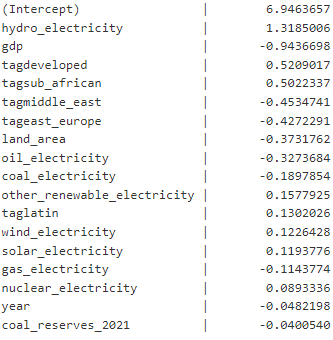 (Intercept) | 6.9463657
hydro_electricity | 1.3185006
gdp | -0.9436698
tagdeveloped | 0.5209017
tagsub_african | 0.5022337
tagmiddle_east | -0.4534741
tageast_europe | -0.4272291
land_area | -0.3731762
oil_electricity | -0.3273684
coal_electricity | -0.1897854
other_renewable_electricity | 0.1577925
taglatin | 0.1302026
wind_electricity | 0.1226428
solar_electricity | 0.1193776
gas_electricity | -0.1143774
nuclear_electricity | 0.0893336
year | -0.0482198
coal_reserves_2021 | -0.0400540